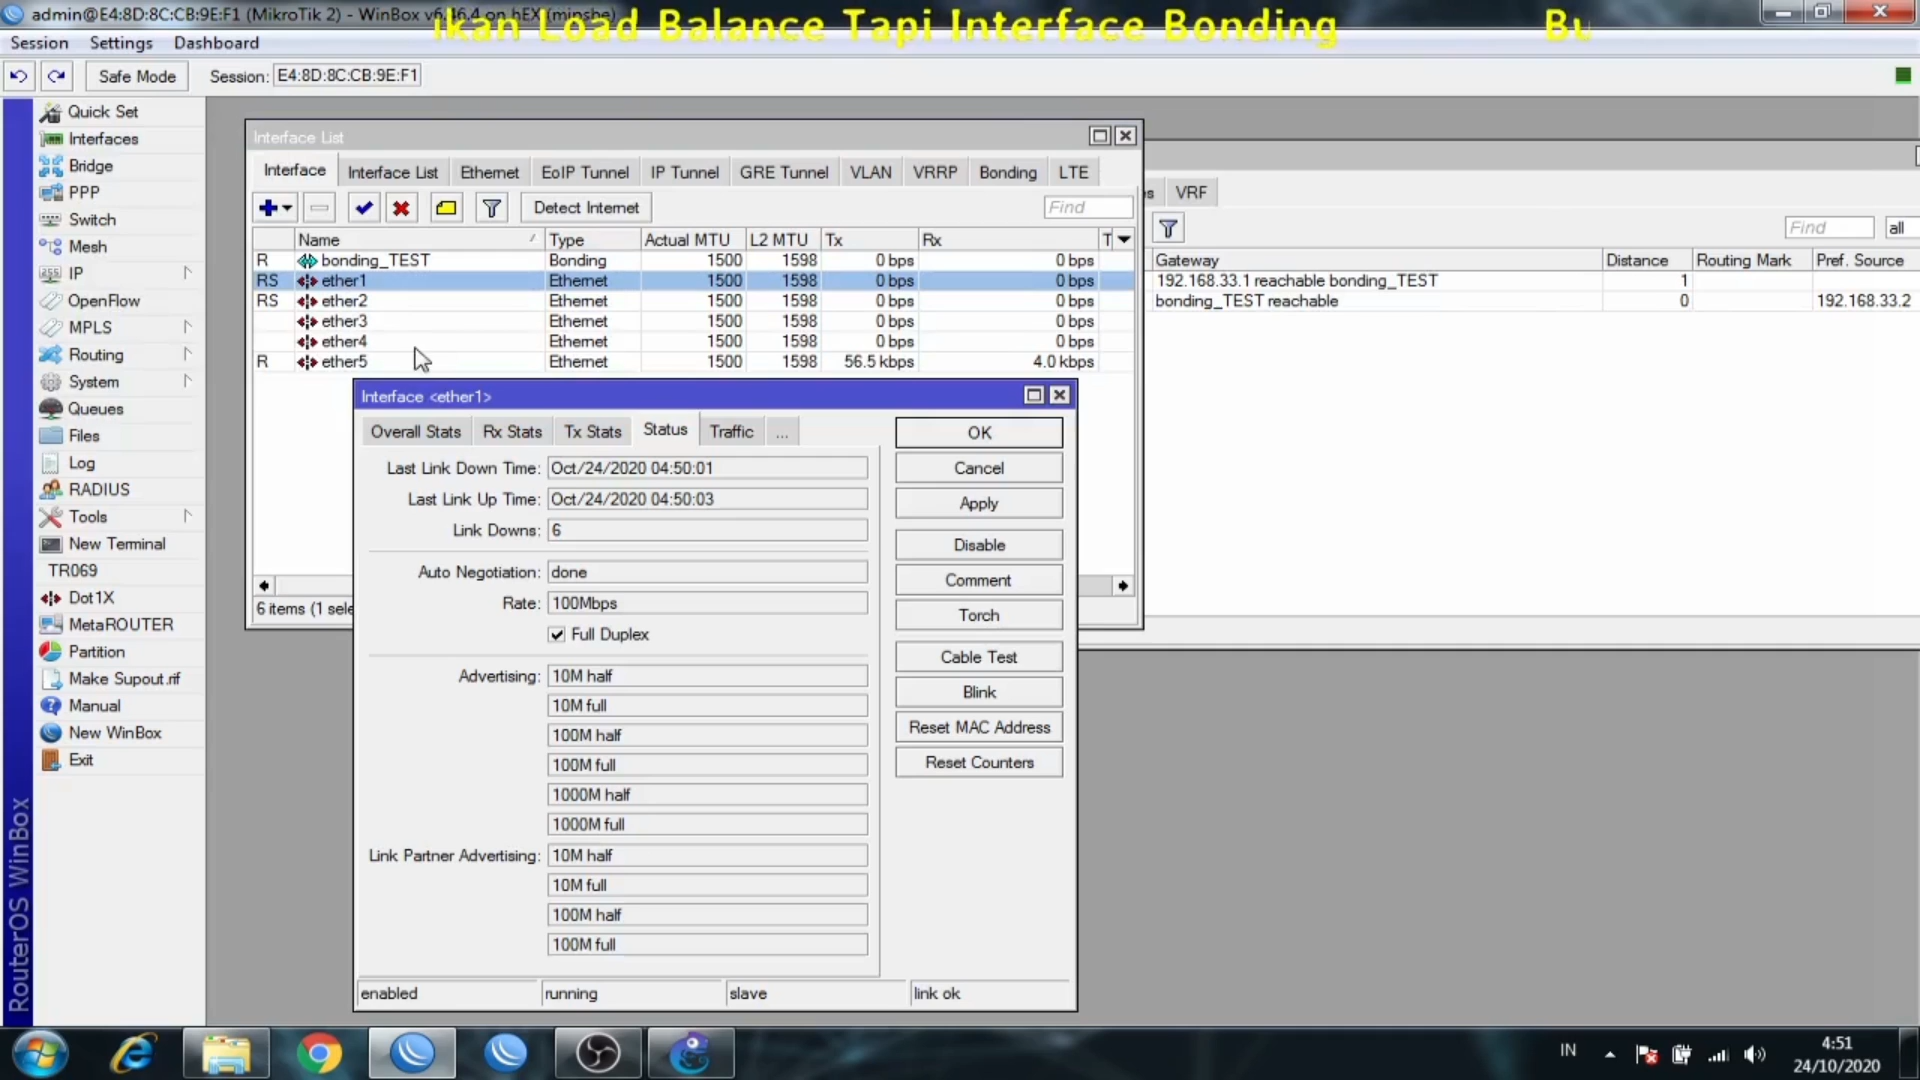 admin@E4:8D:8C:CB:9E:F1 (MikroTik 2) - WinBox v6.46.4 on hEX (mipsbe)
ikan Load Balance Tapi Interface Bonding Bu
Session Settings Dashboard
Safe Mode Session: E4:8D:8C:CB:9E:F1
Quick Set
Interfaces
Bridge
PPP
Switch
Mesh
IP
OpenFlow
MPLS
Routing
System
Queues
Files
Log
RADIUS
Tools
New Terminal
TR069
Dot1X
MetaROUTER
Partition
Make Supout.rif
Manual
New WinBox
Exit
RouterOS WinBox
Interface List
Interface Interface List Ethernet EoIP Tunnel IP Tunnel GRE Tunnel VLAN VRRP Bonding LTE
Detect Internet Find
Name Type Actual MTU L2 MTU Tx Rx T
R bonding_TEST Bonding 1500 1598 0 bps 0 bps
RS ether1 Ethernet 1500 1598 0 bps 0 bps
RS ether2 Ethernet 1500 1598 0 bps 0 bps
ether3 Ethernet 1500 1598 0 bps 0 bps
ether4 Ethernet 1500 1598 0 bps 0 bps
R ether5 Ethernet 1500 1598 56.5 kbps 4.0 kbps
6 items (1 sele
es VRF
Find all
Gateway Distance Routing Mark Pref. Source
192.168.33.1 reachable bonding_TEST 1
bonding_TEST reachable 0 192.168.33.2
Interface <ether1>
Overall Stats Rx Stats Tx Stats Status Traffic ...
Last Link Down Time: Oct/24/2020 04:50:01
Last Link Up Time: Oct/24/2020 04:50:03
Link Downs: 6
Auto Negotiation: done
Rate: 100Mbps
Full Duplex
Advertising: 10M half
10M full
100M half
100M full
1000M half
1000M full
Link Partner Advertising: 10M half
10M full
100M half
100M full
OK
Cancel
Apply
Disable
Comment
Torch
Cable Test
Blink
Reset MAC Address
Reset Counters
enabled running slave link ok
IN
4:51
24/10/2020